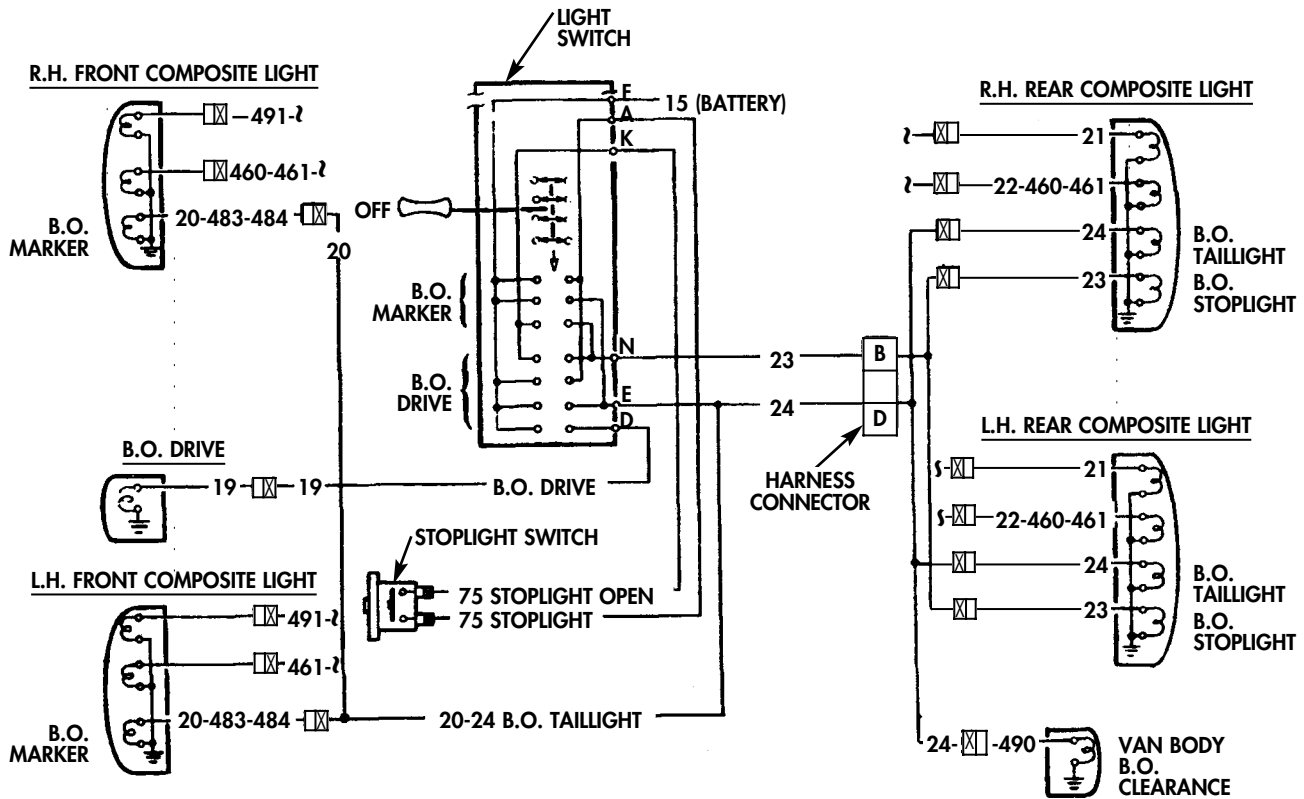 LIGHT
SWITCH
R.H. FRONT COMPOSITE LIGHT
491
460-461
20-483-484
B.O.
MARKER
20
OFF
F
15 (BATTERY)
A
K
B.O.
MARKER
B.O.
DRIVE
N
E
D
23
24
B
D
HARNESS
CONNECTOR
R.H. REAR COMPOSITE LIGHT
21
22-460-461
24
23
B.O.
TAILLIGHT
B.O.
STOPLIGHT
B.O. DRIVE
19
19
B.O. DRIVE
STOPLIGHT SWITCH
75 STOPLIGHT OPEN
75 STOPLIGHT
L.H. FRONT COMPOSITE LIGHT
491
461
20-483-484
B.O.
MARKER
20-24 B.O. TAILLIGHT
L.H. REAR COMPOSITE LIGHT
21
22-460-461
24
23
B.O.
TAILLIGHT
B.O.
STOPLIGHT
24-
-490
VAN BODY
B.O.
CLEARANCE